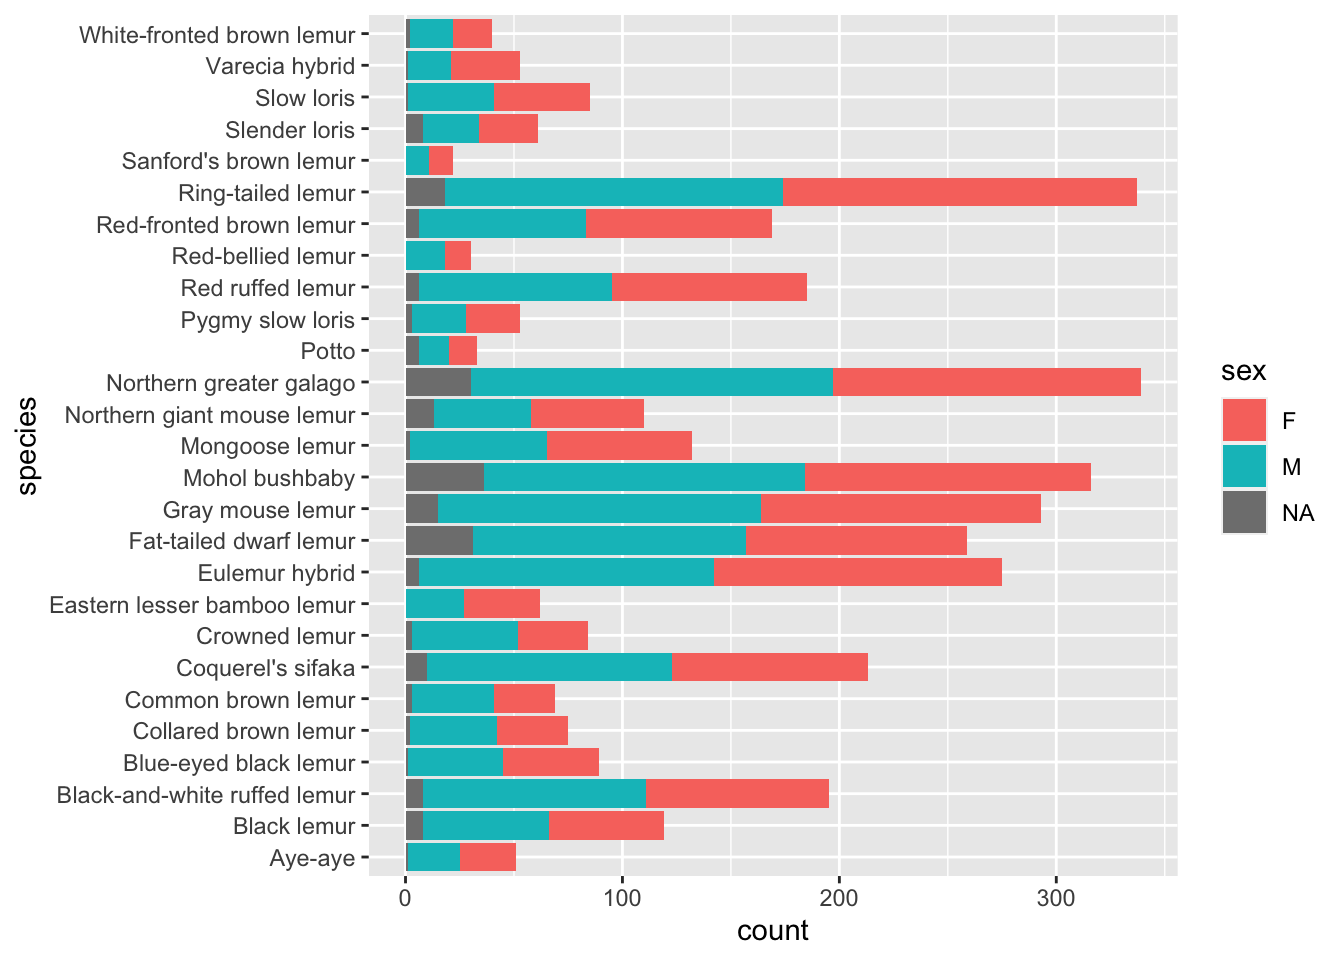 White-fronted brown lemur
Varecia hybrid
Slow loris
Slender loris
Sanford's brown lemur
Ring-tailed lemur
Red-fronted brown lemur
Red-bellied lemur
Red ruffed lemur
Pygmy slow loris
Potto
Northern greater galago
Northern giant mouse lemur
Mongoose lemur
Mohol bushbaby
Gray mouse lemur
Fat-tailed dwarf lemur
Eulemur hybrid
Eastern lesser bamboo lemur
Crowned lemur
Coquerel's sifaka
Common brown lemur
Collared brown lemur
Blue-eyed black lemur
Black-and-white ruffed lemur
Black lemur
Aye-aye
species
0 100 200 300
count
sex
F
M
NA